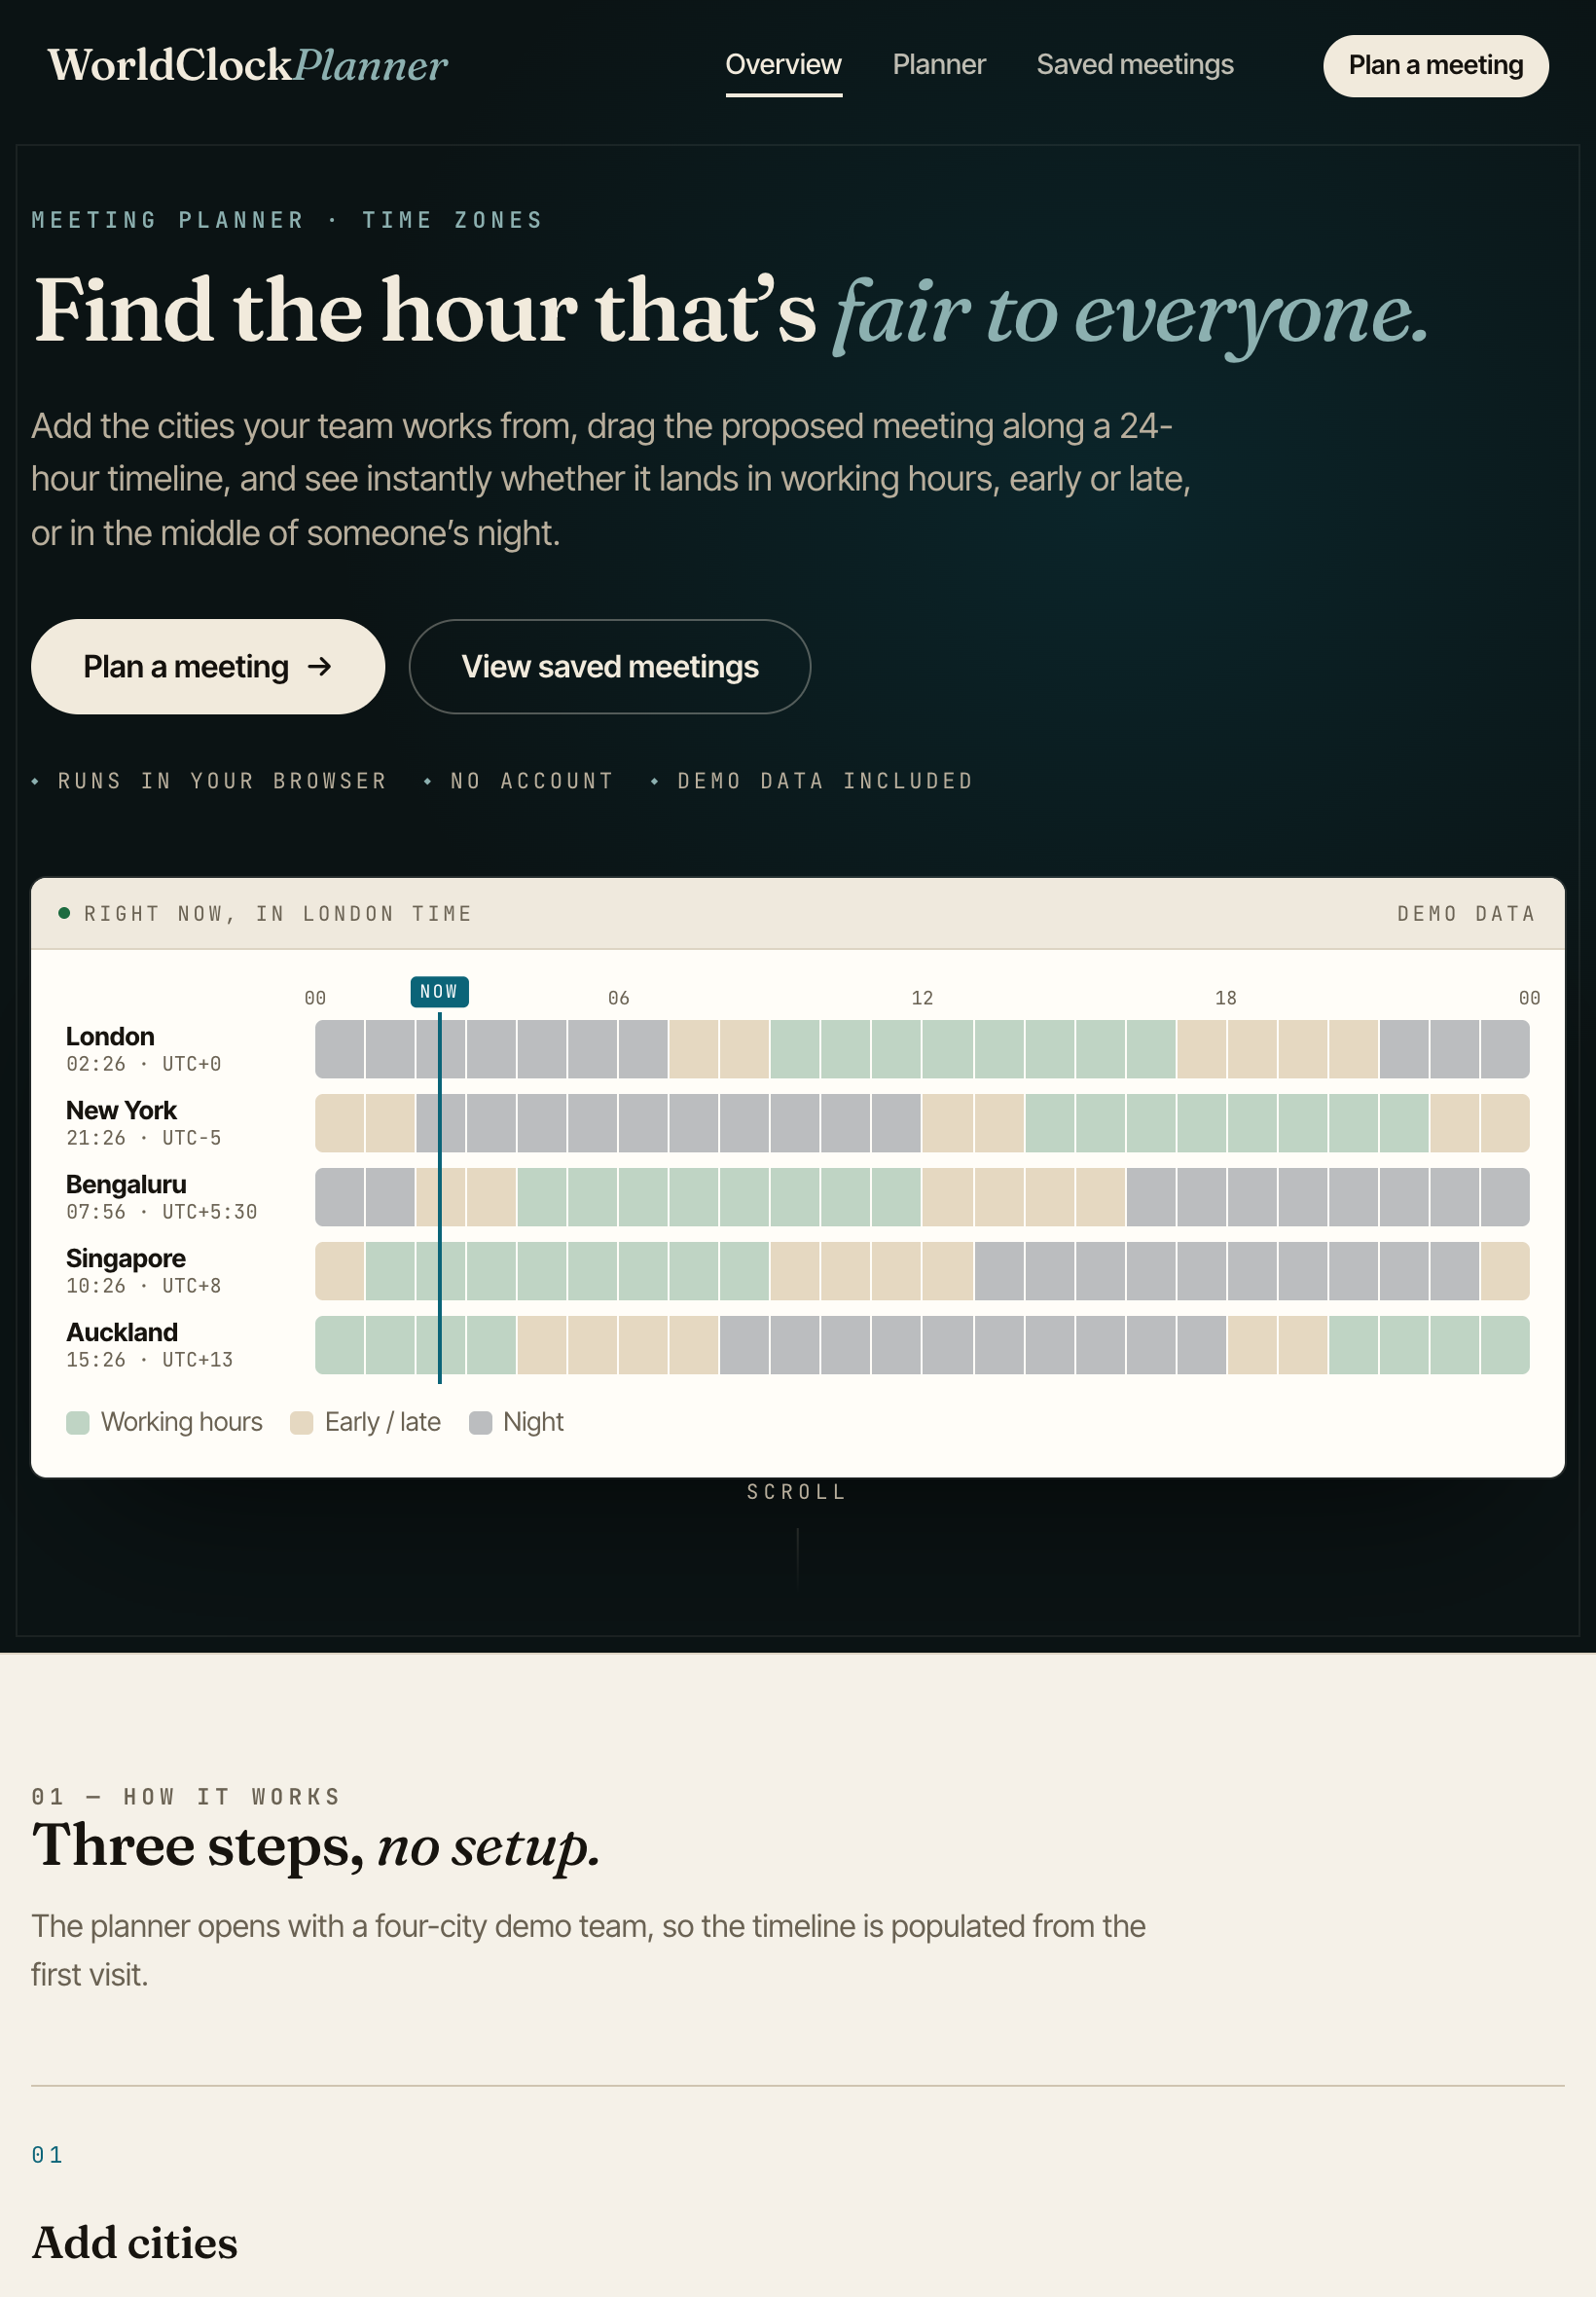 WorldClockPlanner
Overview
Planner
Saved meetings
Plan a meeting
MEETING PLANNER · TIME ZONES
Find the hour that’s fair to everyone.
Add the cities your team works from, drag the proposed meeting along a 24-
hour timeline, and see instantly whether it lands in working hours, early or late,
or in the middle of someone’s night.
Plan a meeting →
View saved meetings
RUNS IN YOUR BROWSER
NO ACCOUNT
DEMO DATA INCLUDED
RIGHT NOW, IN LONDON TIME
DEMO DATA
00
NOW
06
12
18
00
London
02:26 · UTC+0
New York
21:26 · UTC-5
Bengaluru
07:56 · UTC+5:30
Singapore
10:26 · UTC+8
Auckland
15:26 · UTC+13
Working hours
Early / late
Night
SCROLL
01 — HOW IT WORKS
Three steps, no setup.
The planner opens with a four-city demo team, so the timeline is populated from the
first visit.
01
Add cities